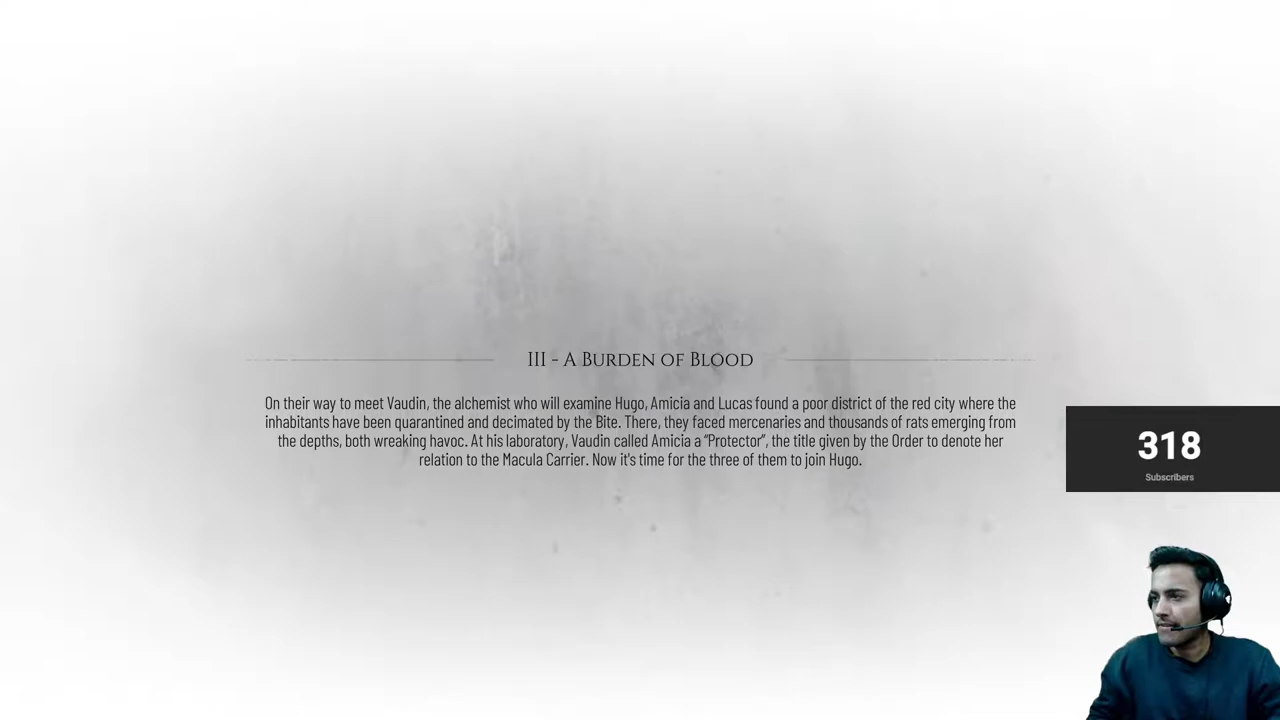 III - A Burden of Blood
On their way to meet Vaudin, the alchemist who will examine Hugo, Amicia and Lucas found a poor district of the red city where the
inhabitants have been quarantined and decimated by the Bite. There, they faced mercenaries and thousands of rats emerging from
the depths, both wreaking havoc. At his laboratory, Vaudin called Amicia a “Protector”, the title given by the Order to denote her
relation to the Macula Carrier. Now it's time for the three of them to join Hugo.
318
Subscribers